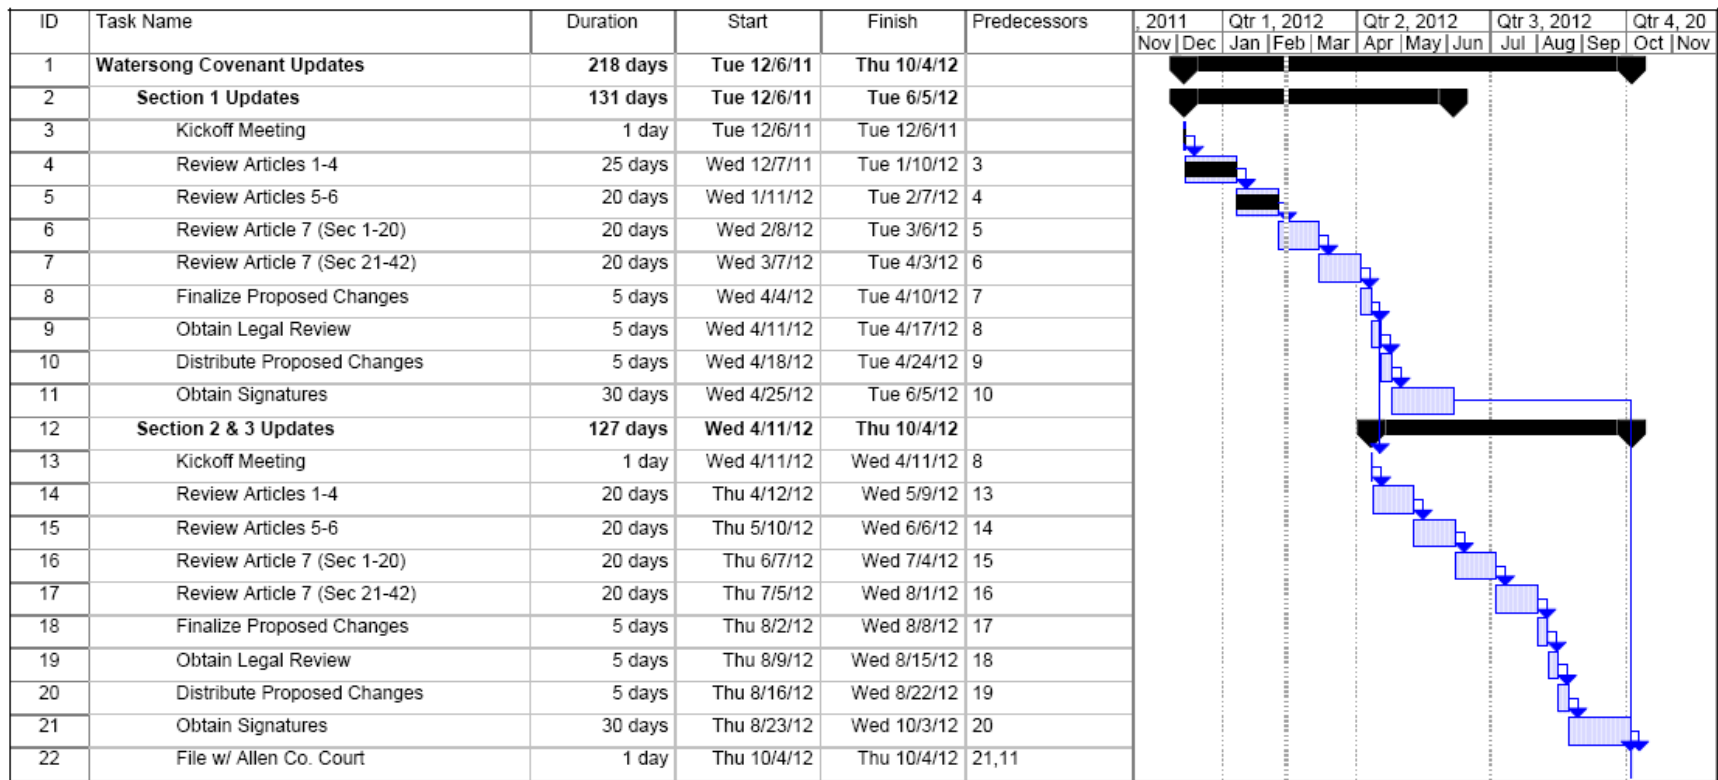 ID Task Name Duration Start Finish Predecessors , 2011 Qtr 1, 2012 Qtr 2, 2012 Qtr 3, 2012 Qtr 4, 20
Nov Dec Jan Feb Mar Apr May Jun Jul Aug Sep Oct Nov
1 Watersong Covenant Updates 218 days Tue 12/6/11 Thu 10/4/12
2 Section 1 Updates 131 days Tue 12/6/11 Tue 6/5/12
3 Kickoff Meeting 1 day Tue 12/6/11 Tue 12/6/11
4 Review Articles 1-4 25 days Wed 12/7/11 Tue 1/10/12 3
5 Review Articles 5-6 20 days Wed 1/11/12 Tue 2/7/12 4
6 Review Article 7 (Sec 1-20) 20 days Wed 2/8/12 Tue 3/6/12 5
7 Review Article 7 (Sec 21-42) 20 days Wed 3/7/12 Tue 4/3/12 6
8 Finalize Proposed Changes 5 days Wed 4/4/12 Tue 4/10/12 7
9 Obtain Legal Review 5 days Wed 4/11/12 Tue 4/17/12 8
10 Distribute Proposed Changes 5 days Wed 4/18/12 Tue 4/24/12 9
11 Obtain Signatures 30 days Wed 4/25/12 Tue 6/5/12 10
12 Section 2 & 3 Updates 127 days Wed 4/11/12 Thu 10/4/12
13 Kickoff Meeting 1 day Wed 4/11/12 Wed 4/11/12 8
14 Review Articles 1-4 20 days Thu 4/12/12 Wed 5/9/12 13
15 Review Articles 5-6 20 days Thu 5/10/12 Wed 6/6/12 14
16 Review Article 7 (Sec 1-20) 20 days Thu 6/7/12 Wed 7/4/12 15
17 Review Article 7 (Sec 21-42) 20 days Thu 7/5/12 Wed 8/1/12 16
18 Finalize Proposed Changes 5 days Thu 8/2/12 Wed 8/8/12 17
19 Obtain Legal Review 5 days Thu 8/9/12 Wed 8/15/12 18
20 Distribute Proposed Changes 5 days Thu 8/16/12 Wed 8/22/12 19
21 Obtain Signatures 30 days Thu 8/23/12 Wed 10/3/12 20
22 File w/ Allen Co. Court 1 day Thu 10/4/12 Thu 10/4/12 21,11